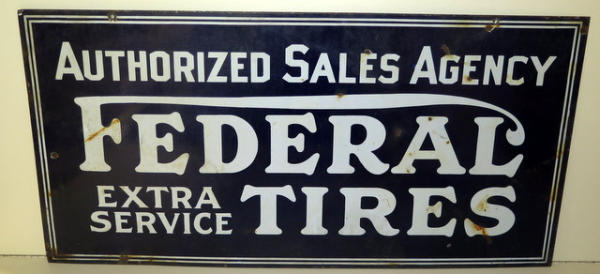 AUTHORIZED SALES AGENCY
FEDERAL
EXTRA SERVICE TIRES